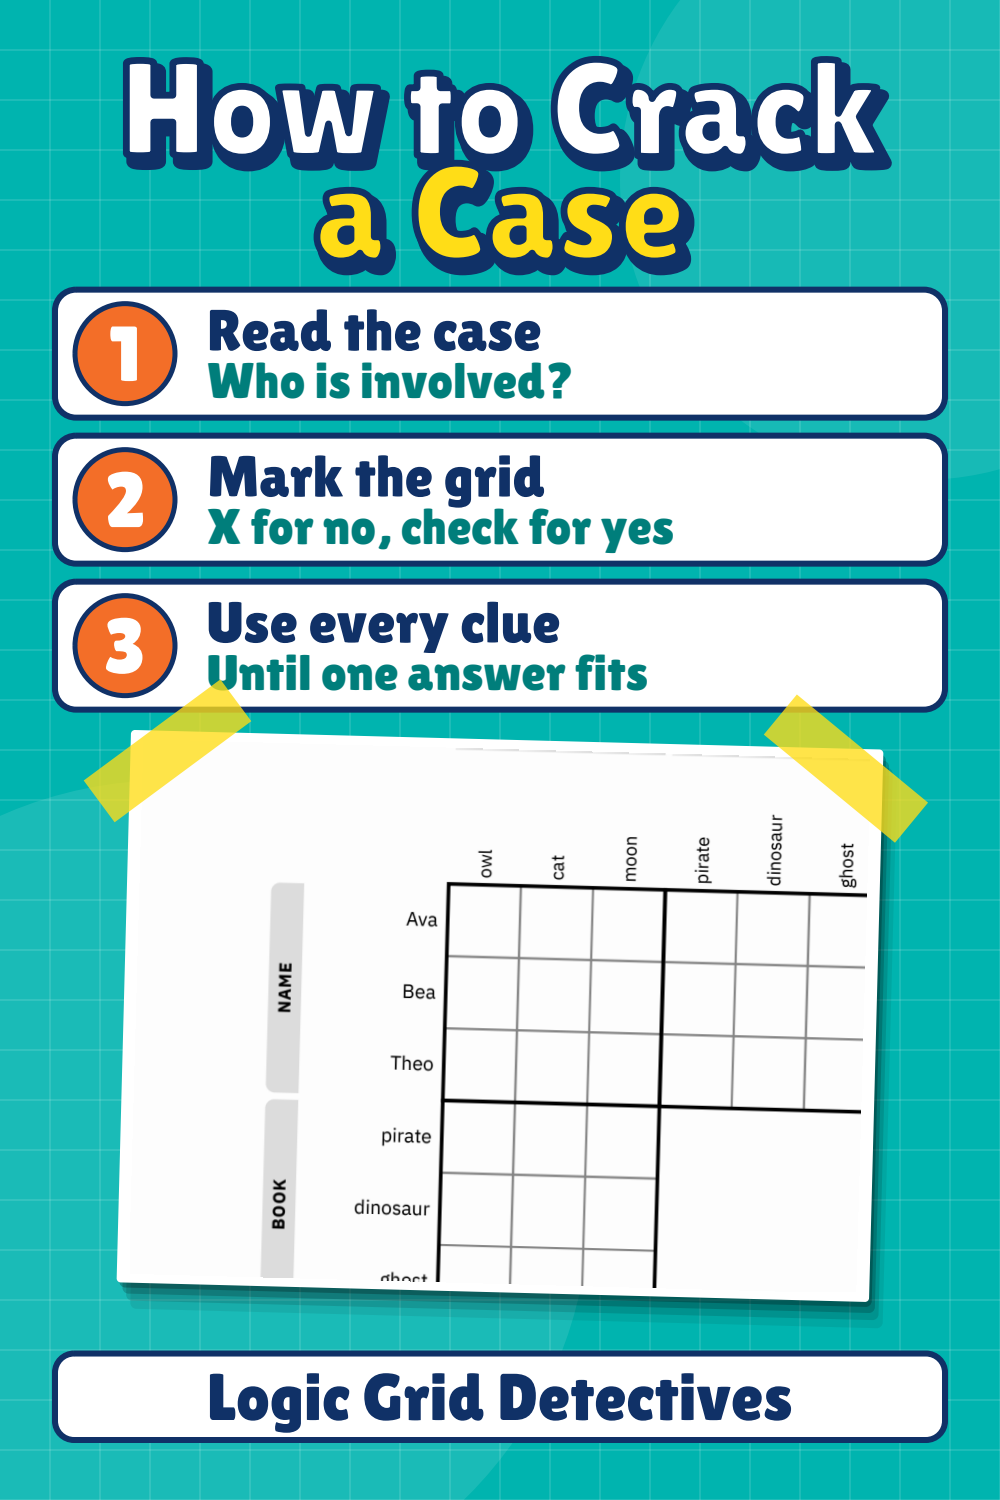 How to Crack
a Case
1
Read the case
Who is involved?
2
Mark the grid
X for no, check for yes
3
Use every clue
Until one answer fits
owl
cat
moon
pirate
dinosaur
ghost
NAME
Ava
Bea
Theo
BOOK
pirate
dinosaur
ghost
Logic Grid Detectives